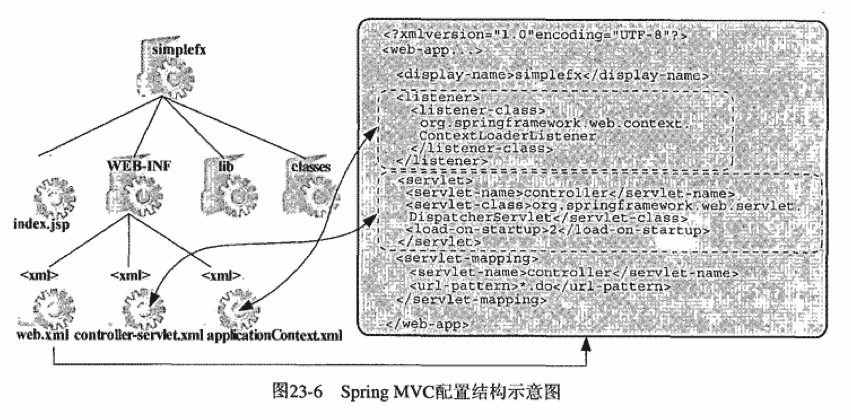 simplefx
WEB-INF
lib
classes
index.jsp
<xml>
<xml>
<xml>
web.xml
controller-servlet.xml
applicationContext.xml
<?xmlversion="1.0"encoding="UTF-8"?>
<web-app...>
<display-name>simplefx</display-name>
<listener>
<listener-class>
org.springframework.web.context.
ContextLoaderListener
</listener-class>
</listener>
<servlet>
<servlet-name>controller</servlet-name>
<servlet-class>org.springframework.web.servlet.
DispatcherServlet</servlet-class>
<load-on-startup>2</load-on-startup>
</servlet>
<servlet-mapping>
<servlet-name>controller</servlet-name>
<url-pattern>*.do</url-pattern>
</servlet-mapping>
</web-app>
图23-6 Spring MVC配置结构示意图